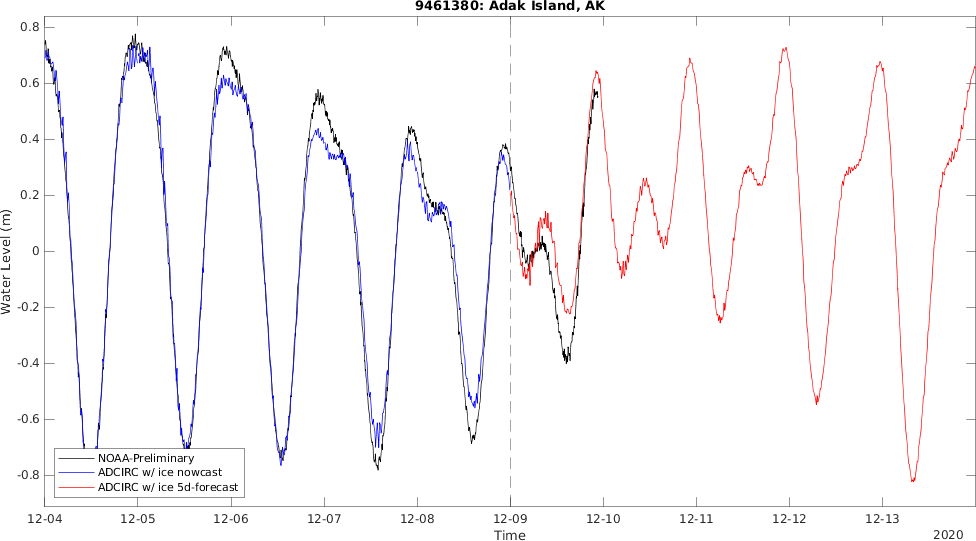 9461380: Adak Island, AK
Water Level (m)
0.8
0.6
0.4
0.2
0
-0.2
-0.4
-0.6
-0.8
NOAA-Preliminary
ADCIRC w/ ice nowcast
ADCIRC w/ ice 5d-forecast
12-04 12-05 12-06 12-07 12-08 12-09 12-10 12-11 12-12 12-13
Time
2020